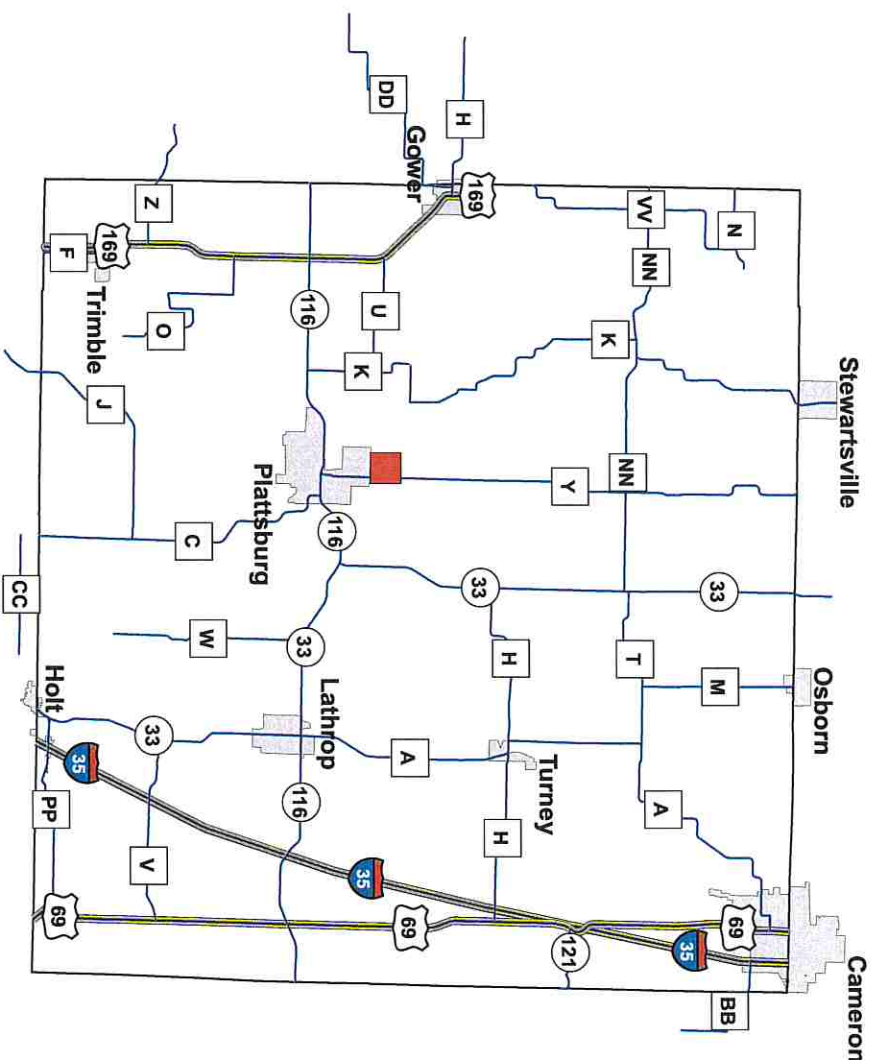 Stewartsville
Osborn
Cameron
N
33
M
69
BB
35
VV
NN
NN
T
A
K
Y
121
Turney
H
H
169
33
H
Gower
A
69
DD
U
K
35
116
Lathrop
116
33
116
Plattsburg
W
C
Z
O
33
V
169
J
Trimble
35
F
Holt
PP
69
CC